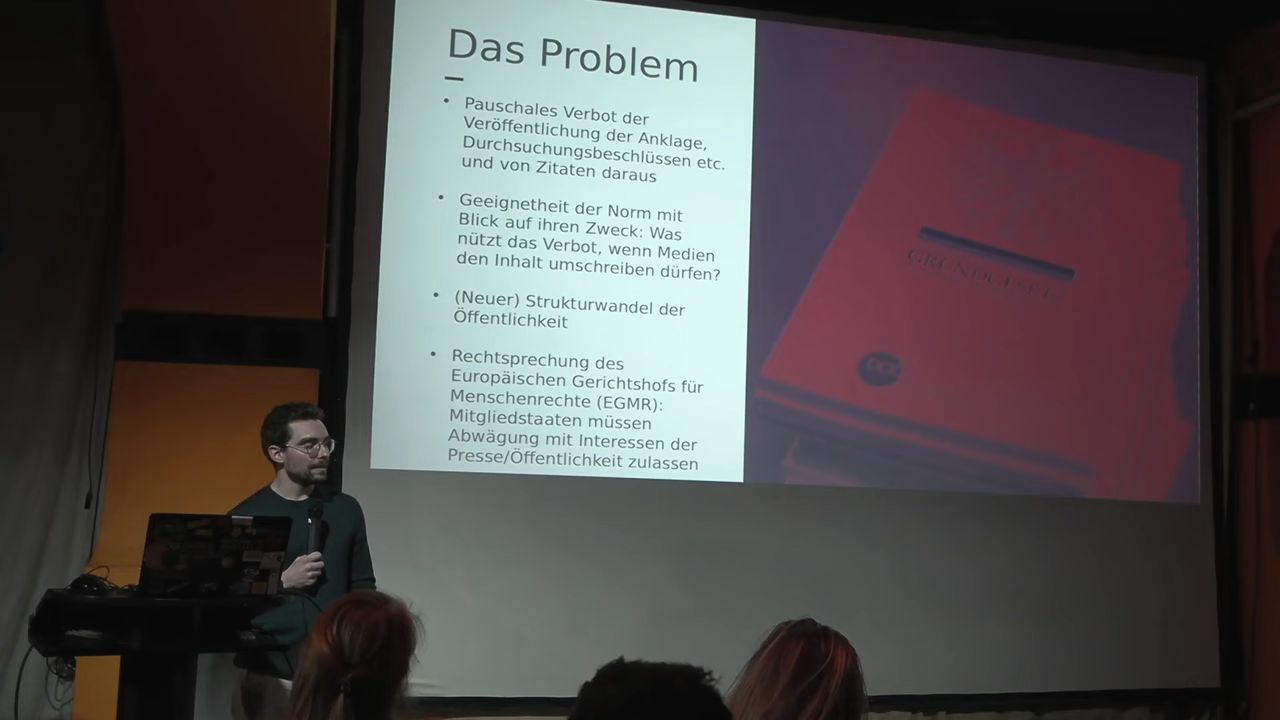 Das Problem
• Pauschales Verbot der
Veröffentlichung der Anklage,
Durchsuchungsbeschlüssen etc.
und von Zitaten daraus
• Geeignetheit der Norm mit
Blick auf ihren Zweck: Was
nützt das Verbot, wenn Medien
den Inhalt umschreiben dürfen?
• (Neuer) Strukturwandel der
Öffentlichkeit
• Rechtsprechung des
Europäischen Gerichtshofs für
Menschenrechte (EGMR):
Mitgliedstaaten müssen
Abwägung mit Interessen der
Presse/Öffentlichkeit zulassen
GRUNDGESETZ